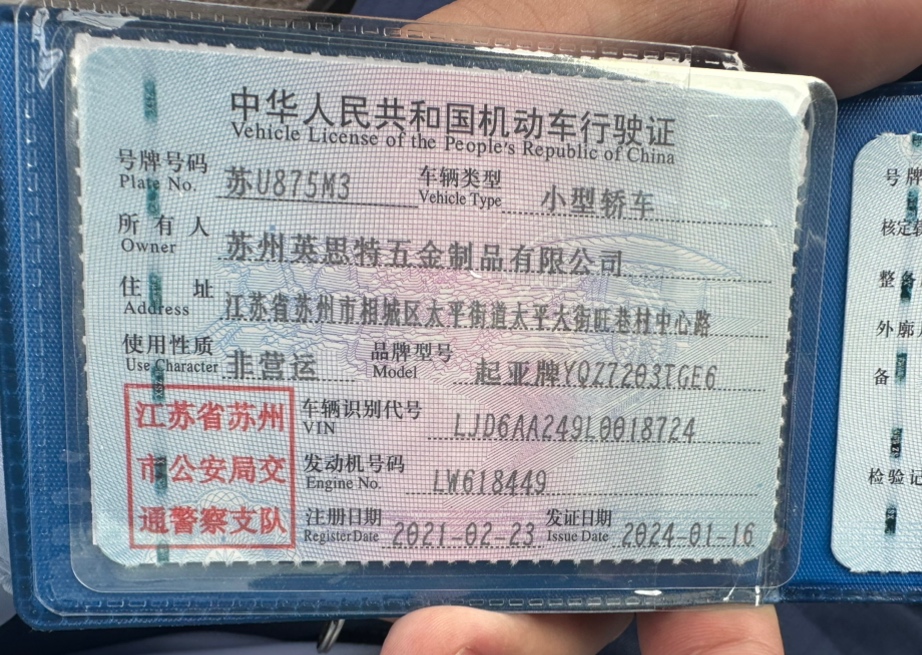 中华人民共和国机动车行驶证
Vehicle License of the People's Republic of China
号牌号码 苏U875M3 车辆类型 小型轿车
Plate No. Vehicle Type
所有人 苏州英思特五金制品有限公司
Owner
住址 江苏省苏州市相城区太平街道太平大街旺巷村中心路
Address
使用性质 非营运 品牌型号 起亚牌YQZ7203TGE6
Use Character Model
江苏省苏州
市公安局交
通警察支队
车辆识别代号 LJD6AA249L0018724
VIN
发动机号码 LW618449
Engine No.
注册日期 2021-02-23 发证日期 2024-01-16
Register Date Issue Date
号牌
核定
整备
外廓
备
检验记